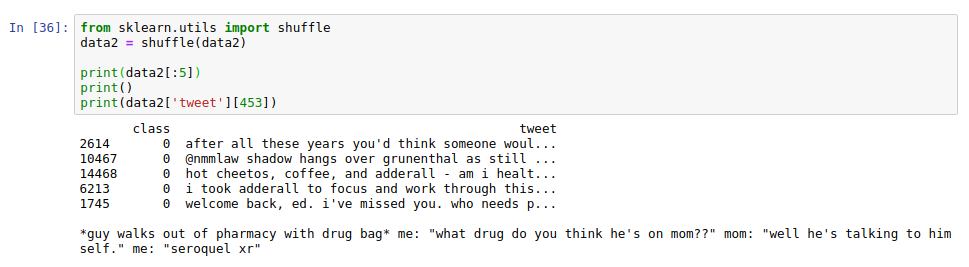 In [36]: from sklearn.utils import shuffle
data2 = shuffle(data2)
print(data2[:5])
print()
print(data2['tweet'][453])
class tweet
2614 0 after all these years you'd think someone woul...
10467 0 @nmmlaw shadow hangs over grunenthal as still ...
14468 0 hot cheetos, coffee, and adderall - am i healt...
6213 0 i took adderall to focus and work through this...
1745 0 welcome back, ed. i've missed you. who needs p...
*guy walks out of pharmacy with drug bag* me: "what drug do you think he's on mom??" mom: "well he's talking to him
self." me: "seroquel xr"